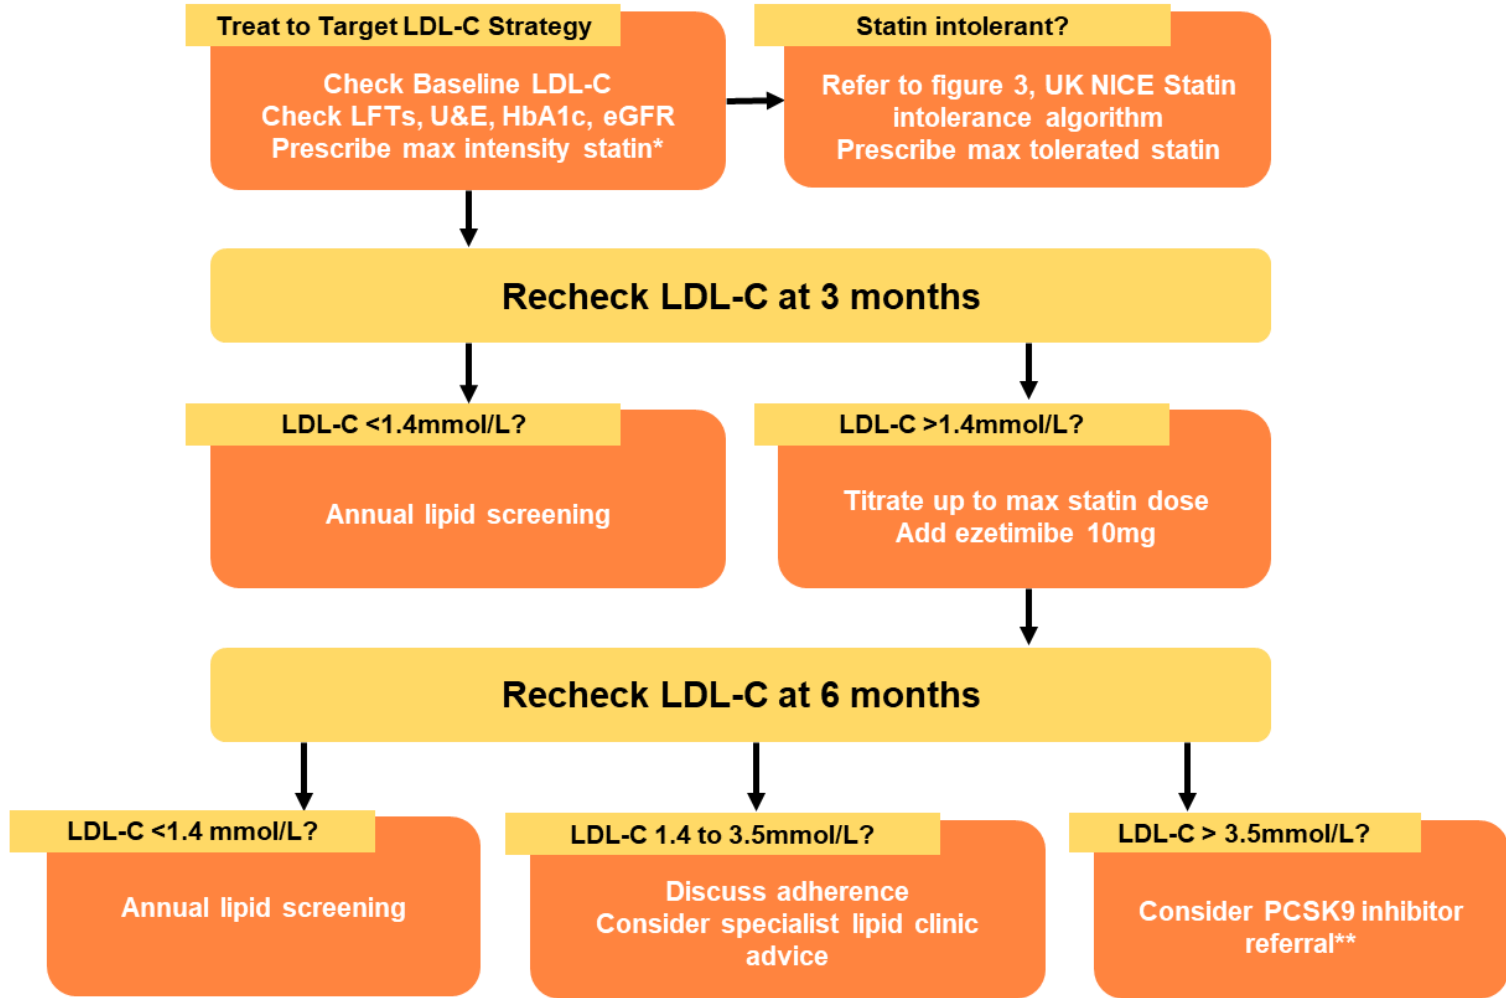 Treat to Target LDL-C Strategy
Check Baseline LDL-C
Check LFTs, U&E, HbA1c, eGFR
Prescribe max intensity statin*
Statin intolerant?
Refer to figure 3, UK NICE Statin
intolerance algorithm
Prescribe max tolerated statin
Recheck LDL-C at 3 months
LDL-C <1.4mmol/L?
Annual lipid screening
LDL-C >1.4mmol/L?
Titrate up to max statin dose
Add ezetimibe 10mg
Recheck LDL-C at 6 months
LDL-C <1.4 mmol/L?
Annual lipid screening
LDL-C 1.4 to 3.5mmol/L?
Discuss adherence
Consider specialist lipid clinic
advice
LDL-C > 3.5mmol/L?
Consider PCSK9 inhibitor
referral**